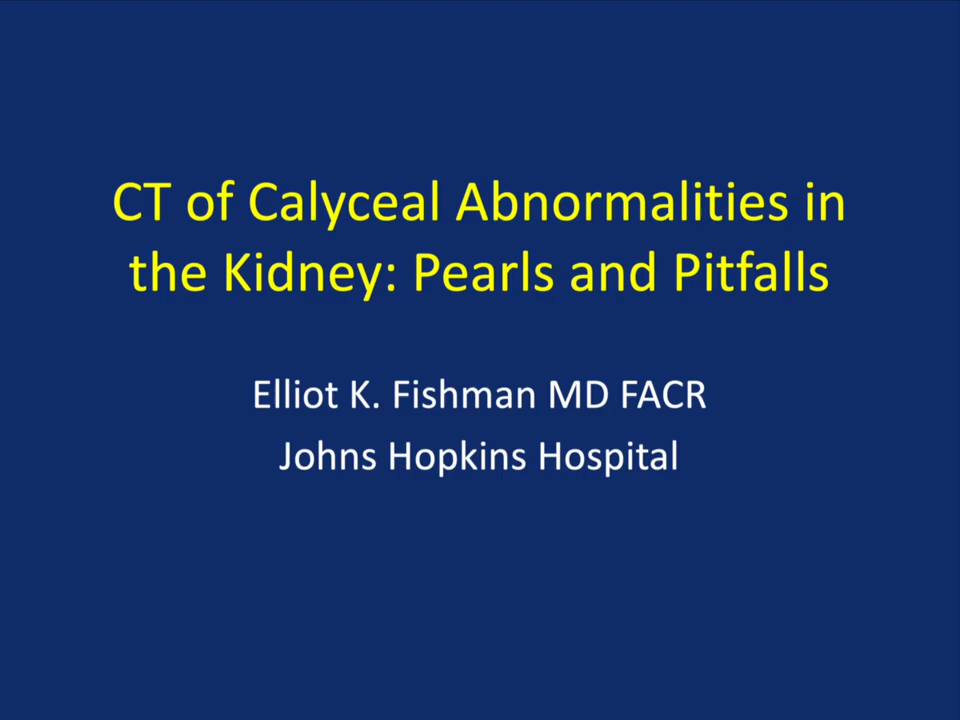 CT of Calyceal Abnormalities in
the Kidney: Pearls and Pitfalls
Elliot K. Fishman MD FACR
Johns Hopkins Hospital